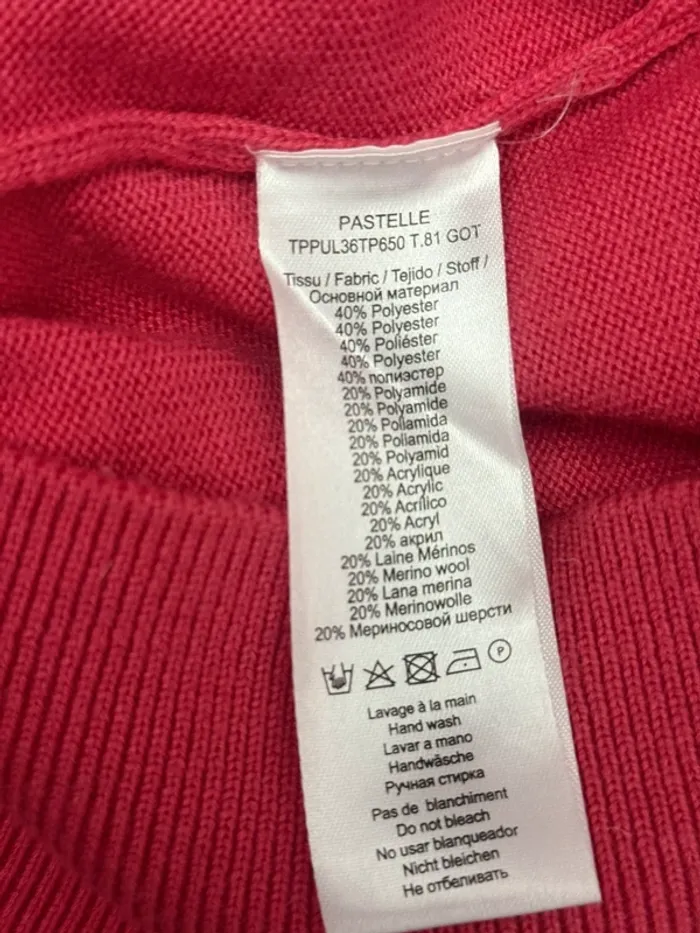 PASTELLE
TPPUL36TP650 T.81 GOT
Tissu / Fabric / Tejido / Stoff /
Основной материал
40% Polyester
40% Polyester
40% Poliéster
40% Polyester
40% полиэстер
20% Polyamide
20% Polyamide
20% Poliamida
20% Poliamida
20% Polyamid
20% Acrylique
20% Acrylic
20% Acrílico
20% Acryl
20% акрил
20% Laine Mérinos
20% Merino wool
20% Lana merina
20% Merinowolle
20% Мериносовой шерсти
P
Lavage à la main
Hand wash
Lavar a mano
Handwäsche
Ручная стирка
Pas de blanchiment
Do not bleach
No usar blanqueador
Nicht bleichen
Не отбеливать